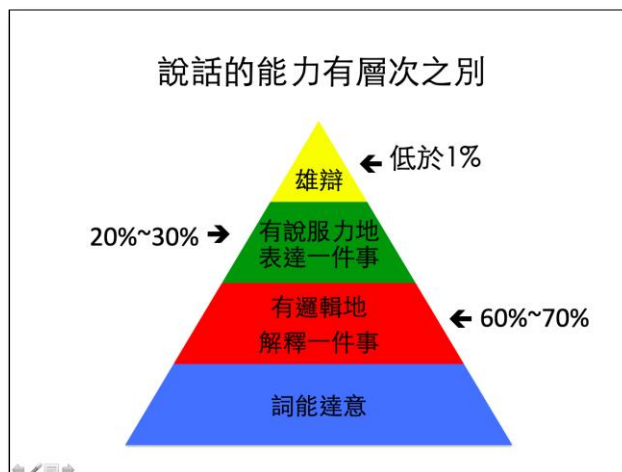 說話的能力有層次之別
雄辯
← 低於1%
20%~30% →
有說服力地
表達一件事
有邏輯地
解釋一件事
← 60%~70%
詞能達意